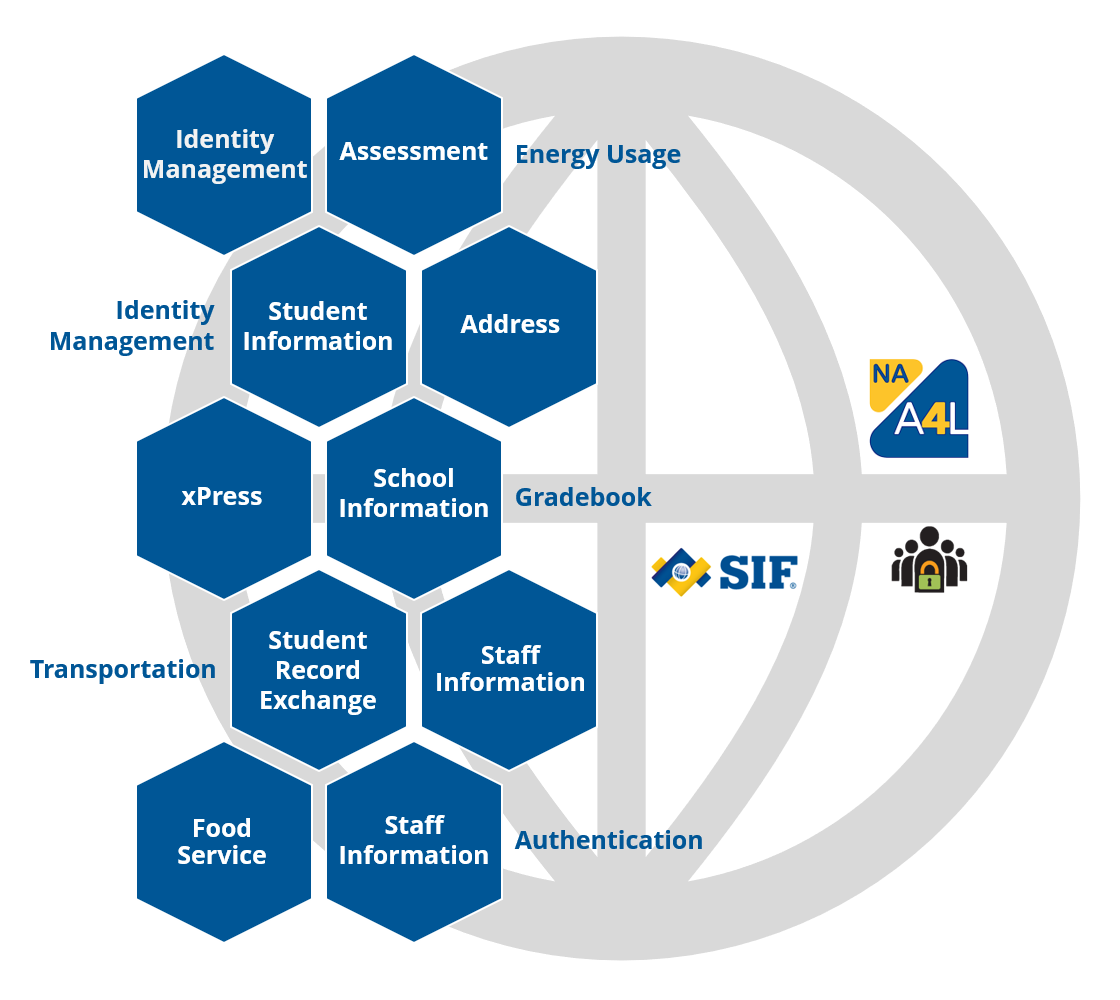 Identity
Management
Assessment
Energy Usage
Identity
Management
Student
Information
Address
NA
A4L
xPress
School
Information
Gradebook
SIF®
Transportation
Student
Record
Exchange
Staff
Information
Food
Service
Staff
Information
Authentication